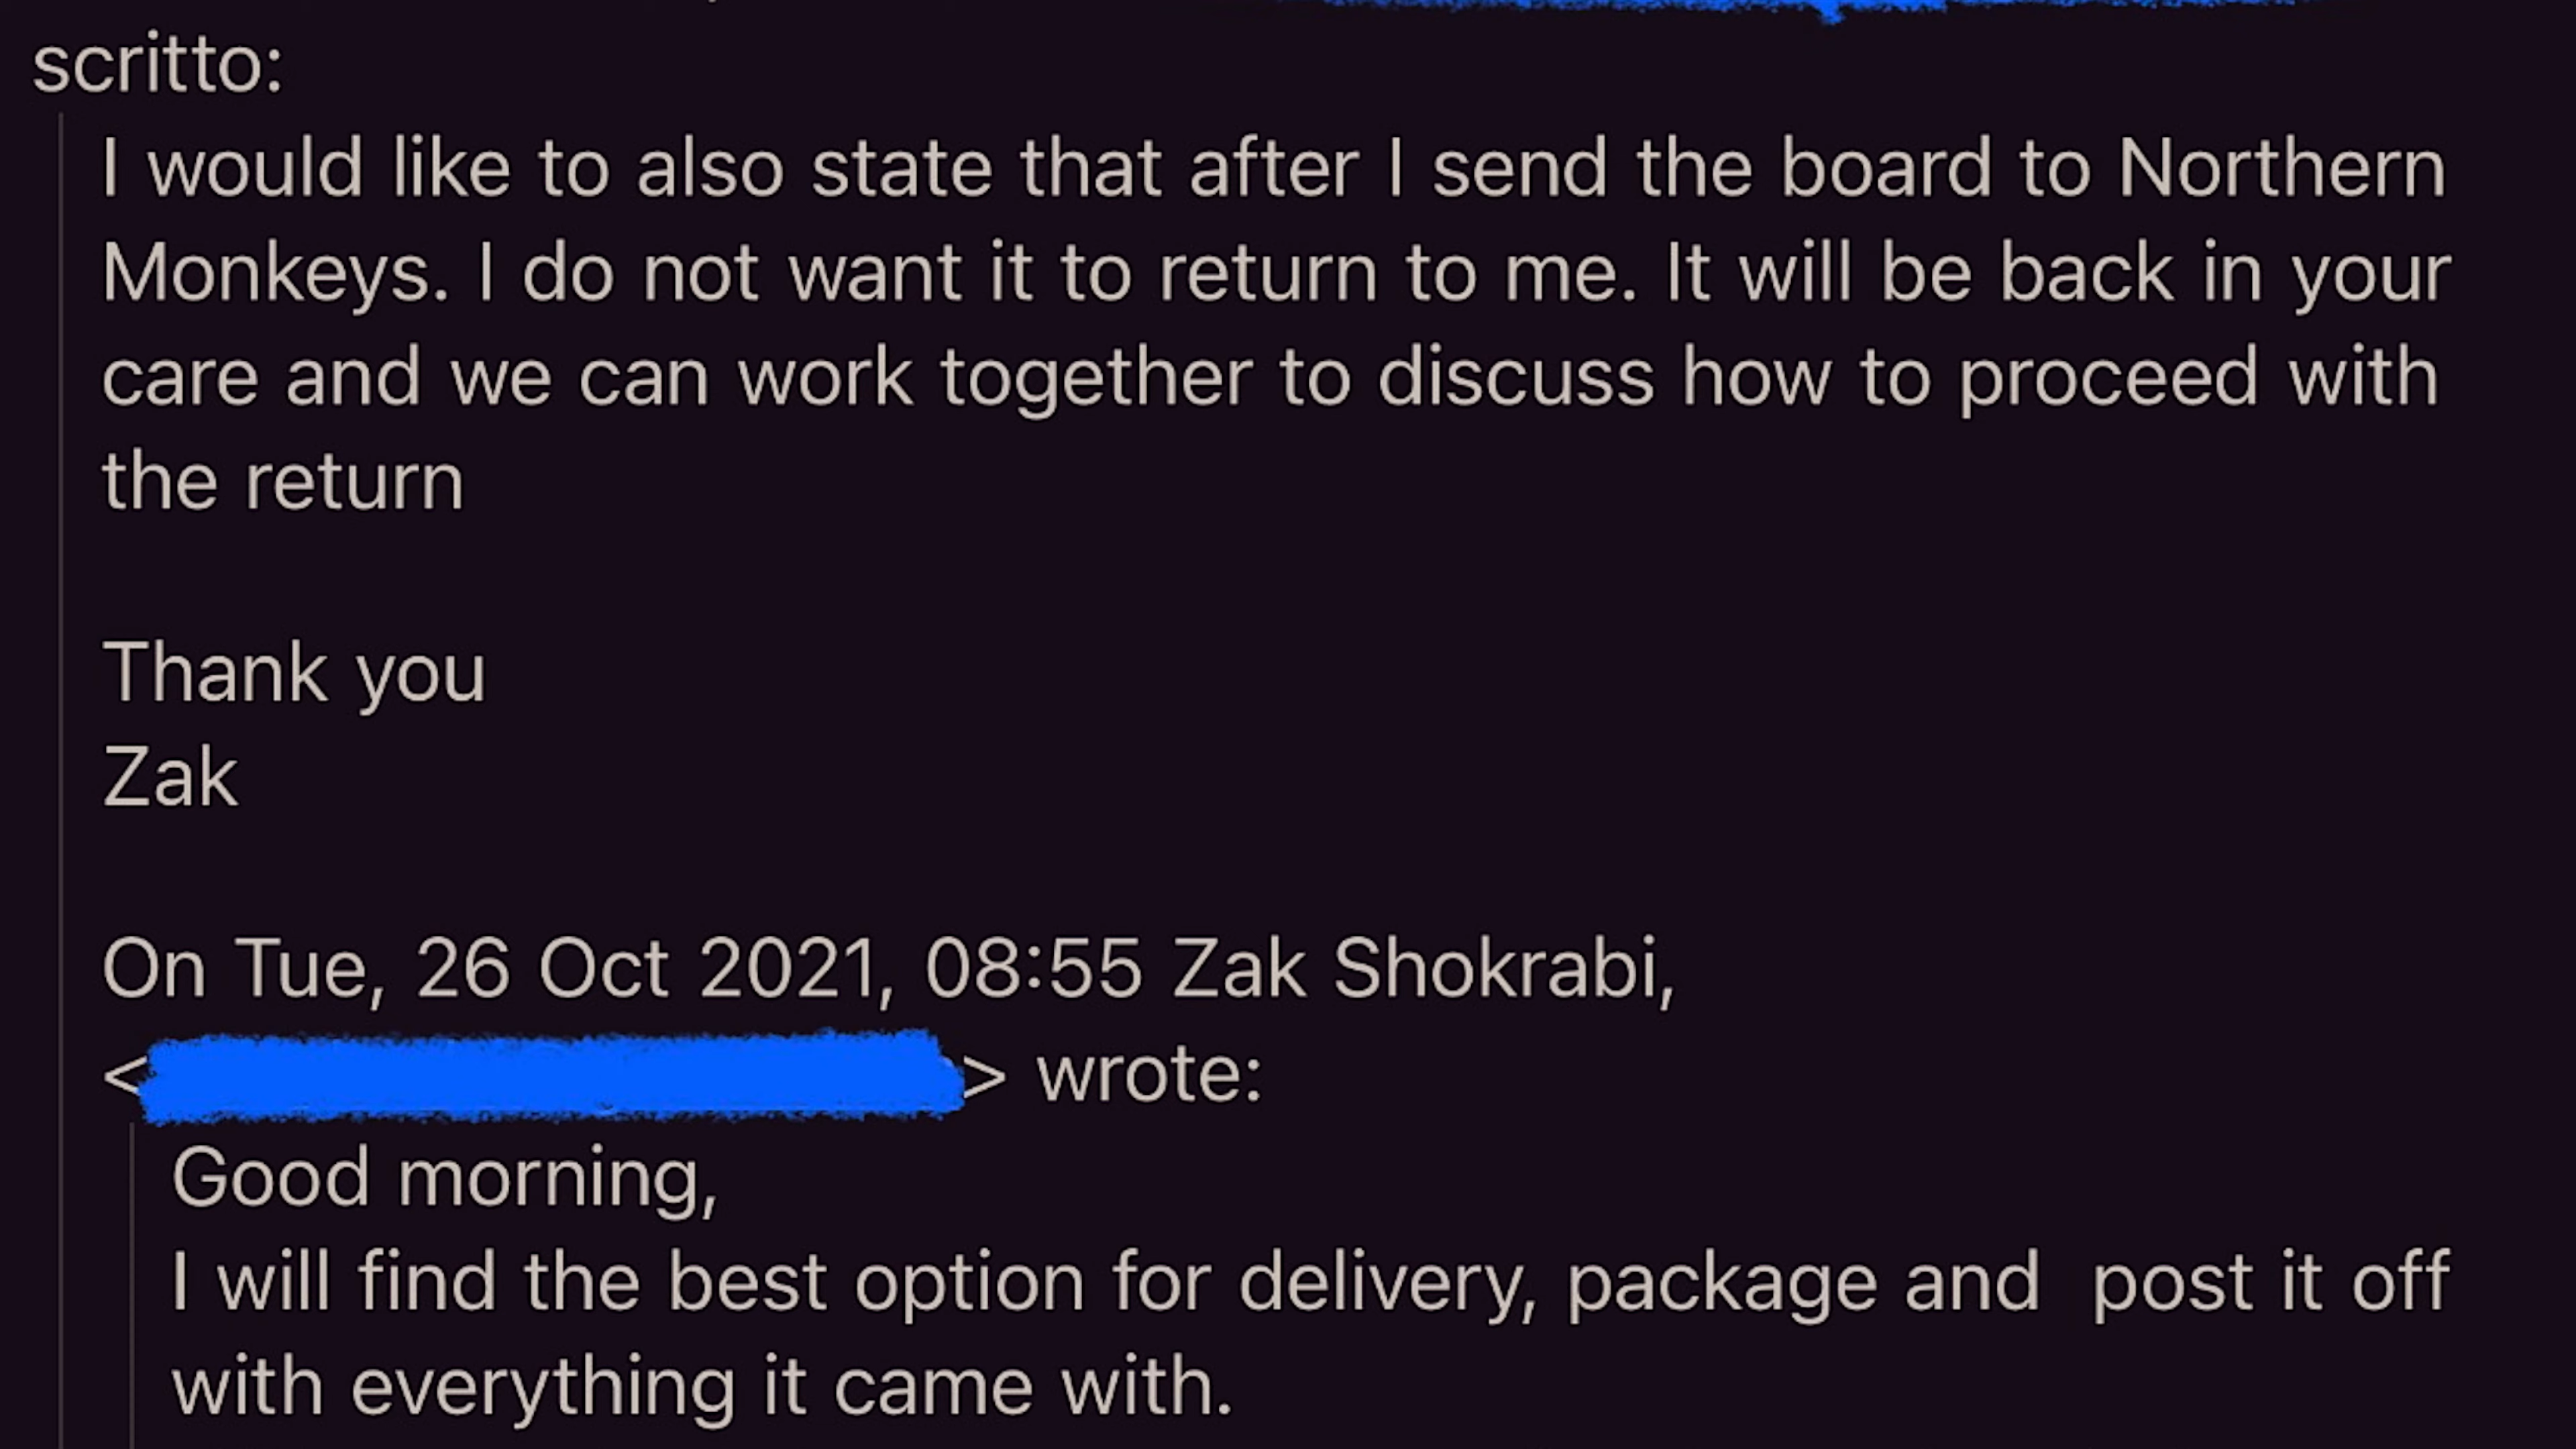 scritto:
I would like to also state that after I send the board to Northern
Monkeys. I do not want it to return to me. It will be back in your
care and we can work together to discuss how to proceed with
the return
Thank you
Zak
On Tue, 26 Oct 2021, 08:55 Zak Shokrabi,
<> wrote:
Good morning,
I will find the best option for delivery, package and  post it off
with everything it came with.